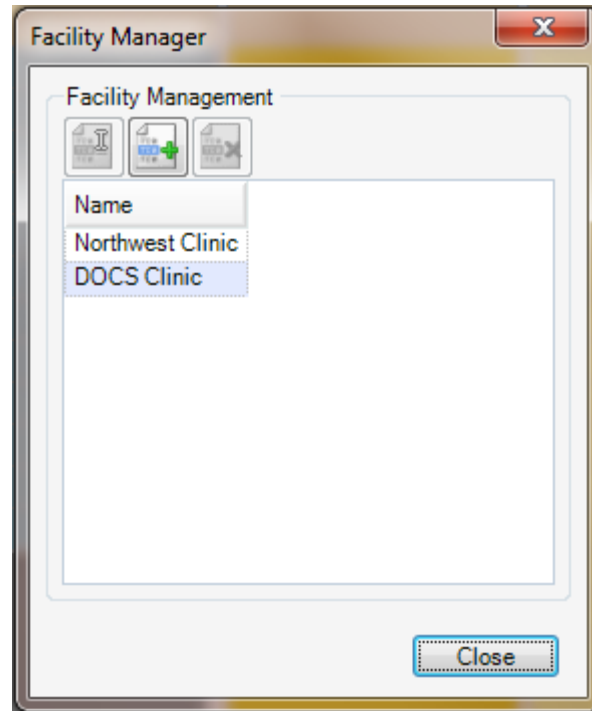 Facility Manager
Facility Management
Name
Northwest Clinic
DOCS Clinic
Close